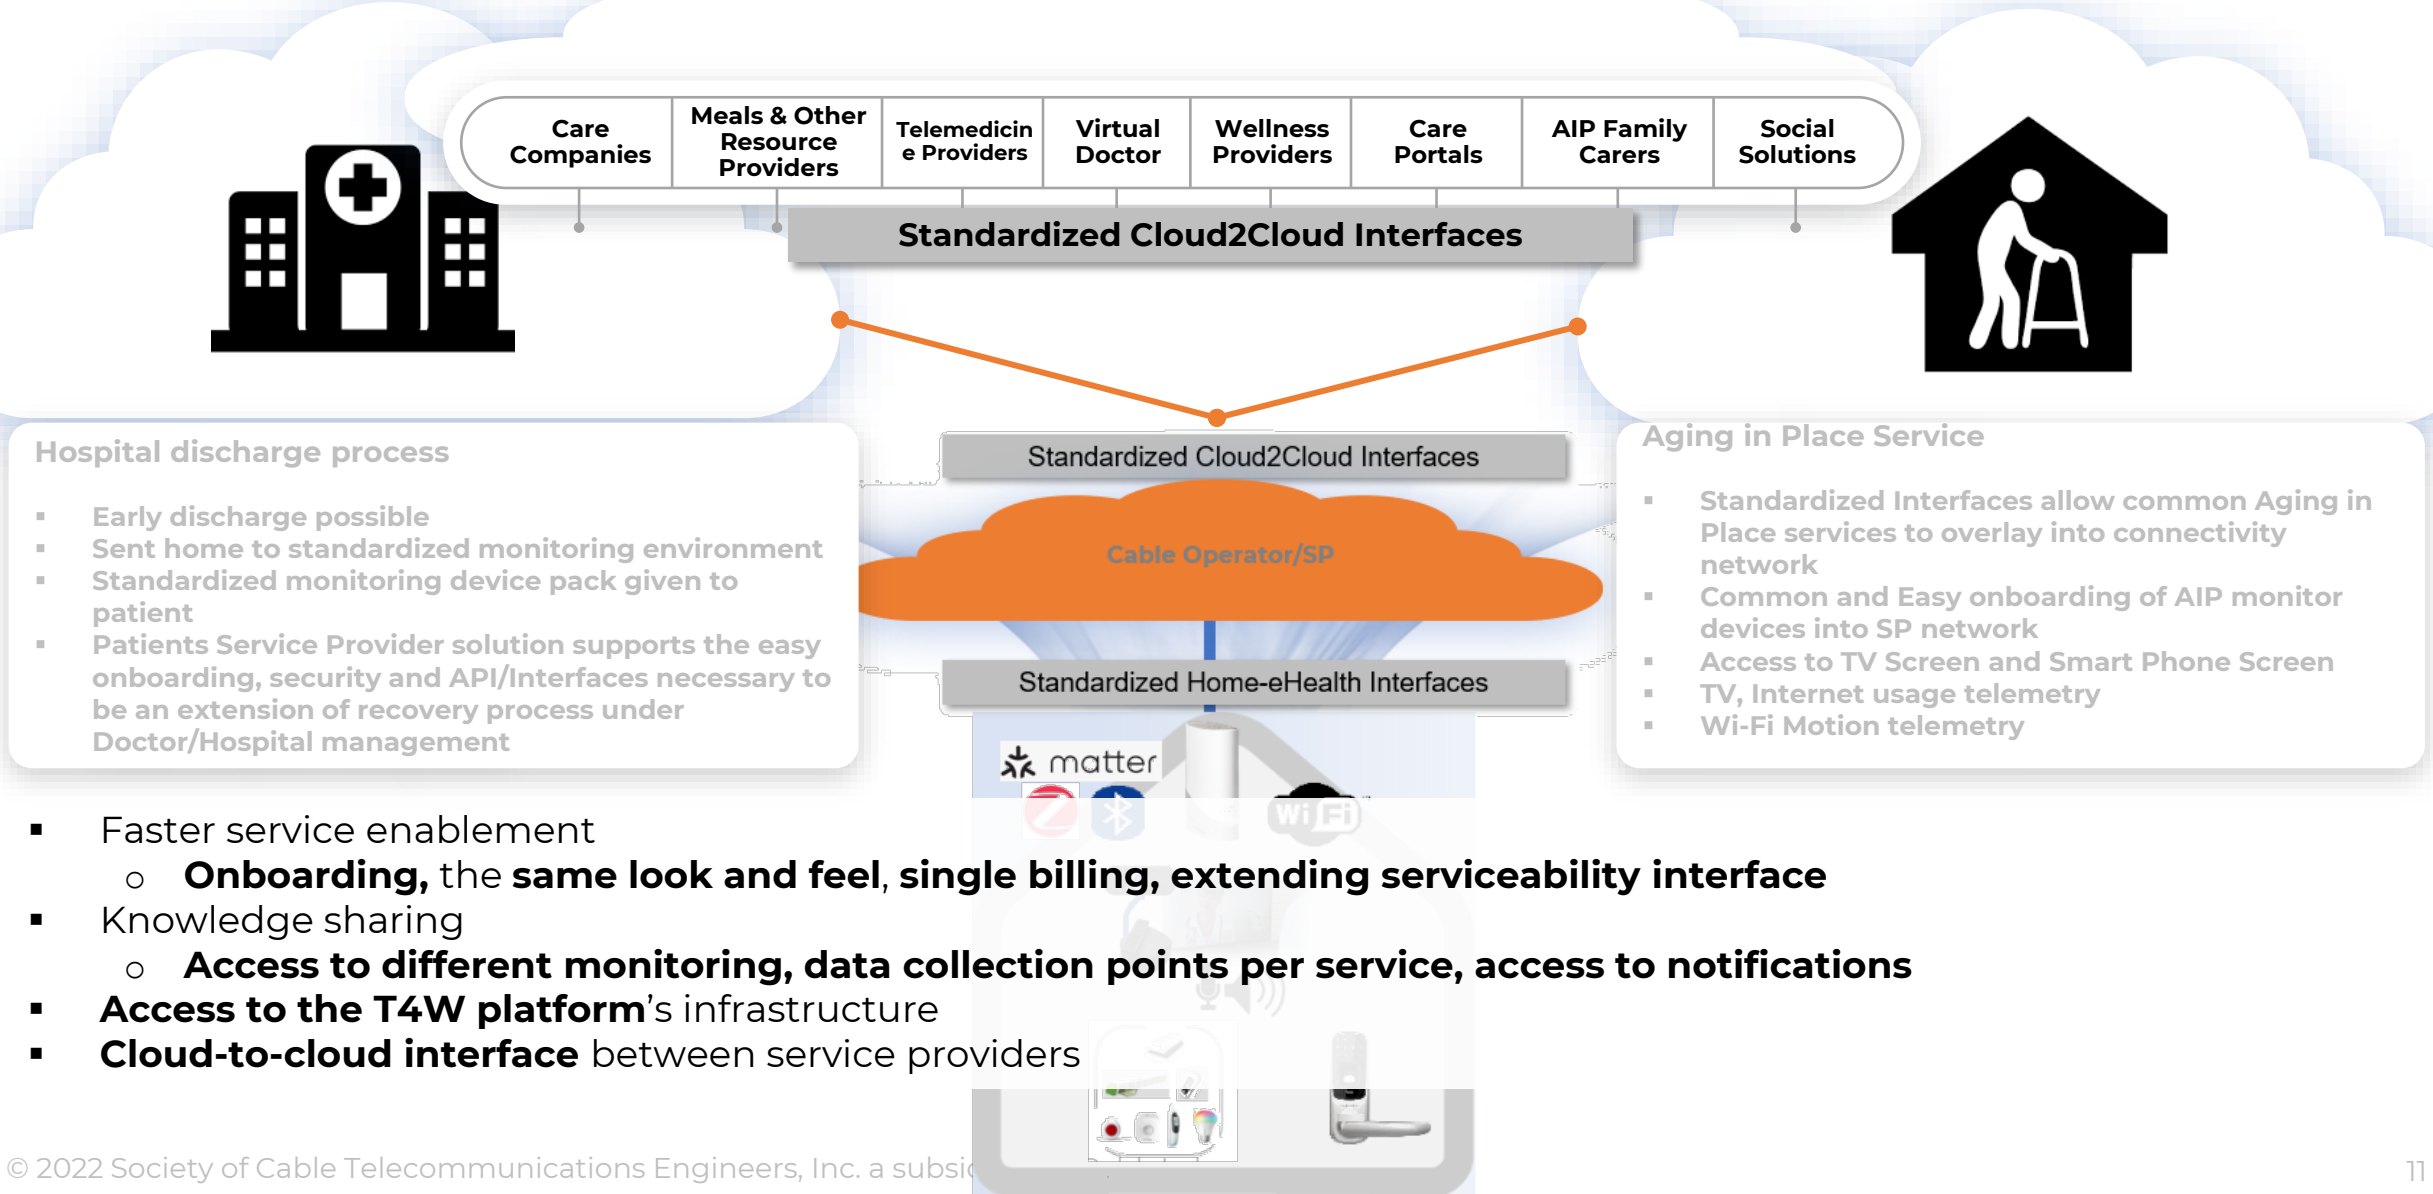 Care
Companies
Meals & Other
Resource
Providers
Telemedicin
e Providers
Virtual
Doctor
Wellness
Providers
Care
Portals
AIP Family
Carers
Social
Solutions
Standardized Cloud2Cloud Interfaces
Hospital discharge process
▪ Early discharge possible
▪ Sent home to standardized monitoring environment
▪ Standardized monitoring device pack given to
patient
▪ Patients Service Provider solution supports the easy
onboarding, security and API/Interfaces necessary to
be an extension of recovery process under
Doctor/Hospital management
Standardized Cloud2Cloud Interfaces
Cable Operator/SP
Standardized Home-eHealth Interfaces
matter
Wi Fi
Aging in Place Service
▪ Standardized Interfaces allow common Aging in
Place services to overlay into connectivity
network
▪ Common and Easy onboarding of AIP monitor
devices into SP network
▪ Access to TV Screen and Smart Phone Screen
▪ TV, Internet usage telemetry
▪ Wi-Fi Motion telemetry
▪ Faster service enablement
o Onboarding, the same look and feel, single billing, extending serviceability interface
▪ Knowledge sharing
o Access to different monitoring, data collection points per service, access to notifications
▪ Access to the T4W platform's infrastructure
▪ Cloud-to-cloud interface between service providers
© 2022 Society of Cable Telecommunications Engineers, Inc. a subsi
11